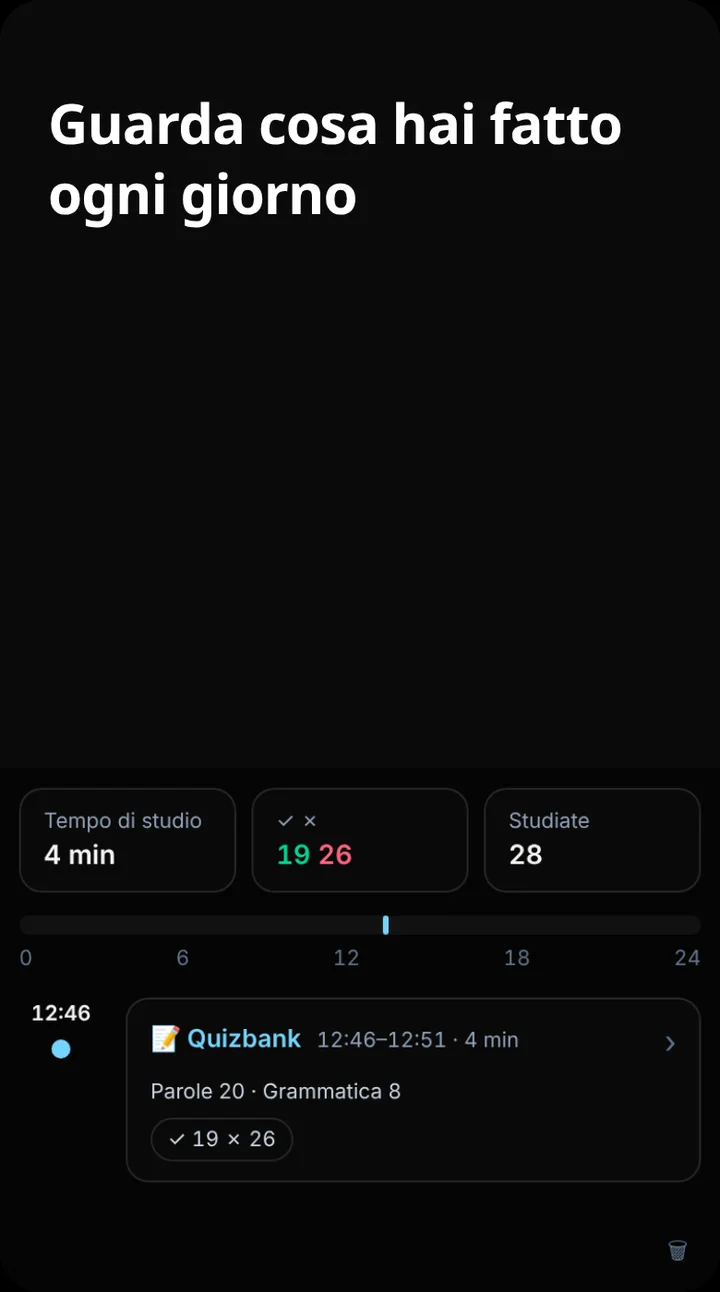 Guarda cosa hai fatto
ogni giorno
Tempo di studio
4 min
✓ ×
19 26
Studiate
28
0 6 12 18 24
12:46
📝 Quizbank 12:46–12:51 · 4 min ›
Parole 20 · Grammatica 8
✓ 19 × 26